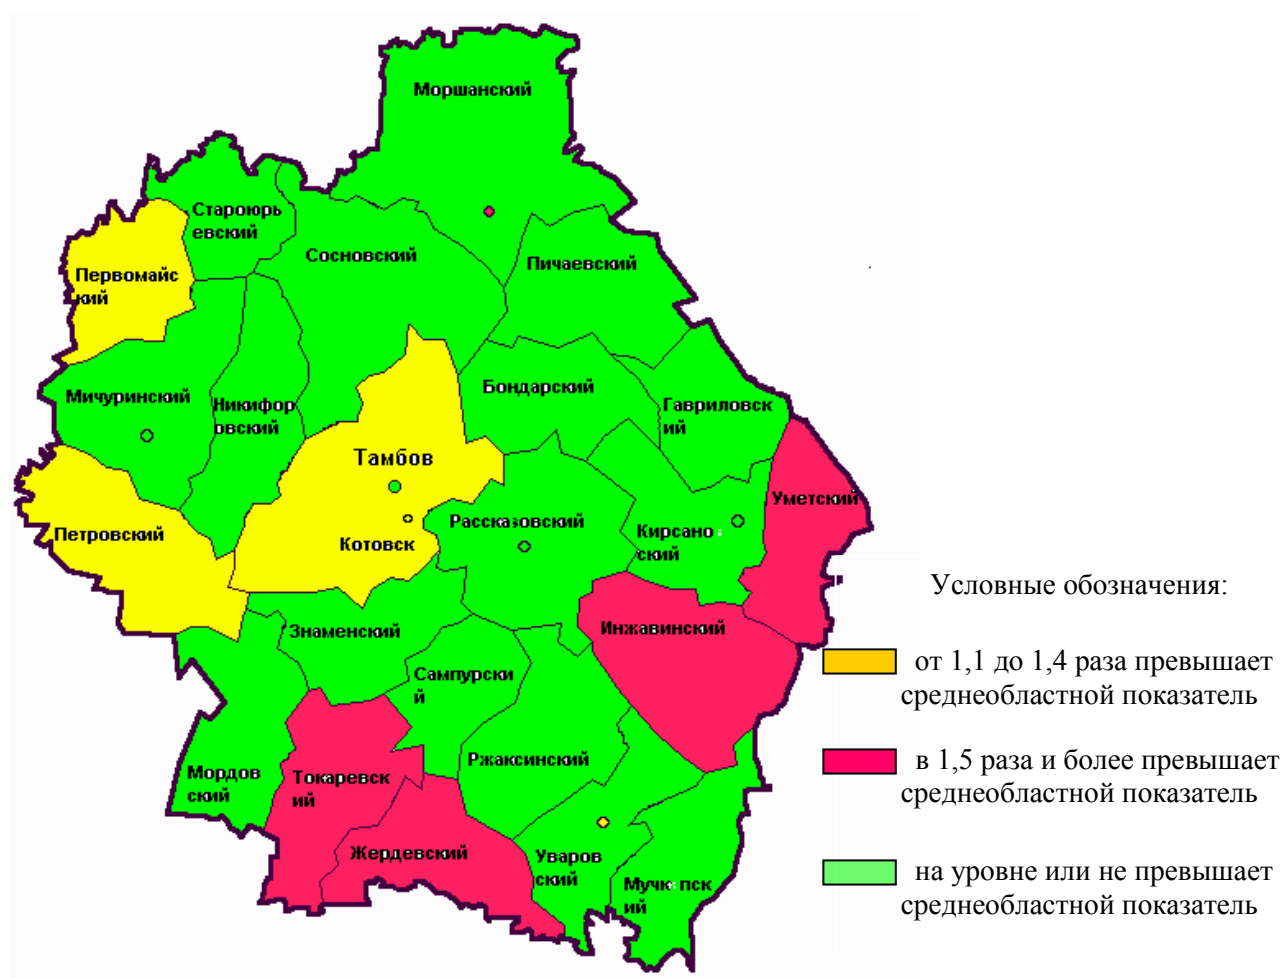 Моршанский
Староюрь
евский
Сосновский
Пичаевский
Первомайс
кий
Мичуринский
Никифор
овский
Бондарский
Гавриловск
ий
Тамбов
Уметский
Петровский
Котовск
Рассказовский
Кирсано
ский
Знаменский
Инжавинский
Сампурски
й
Ржаксинский
Мордов
ский
Токаревск
ий
Жердевский
Уваров
ский
Мучк пск
ий
Условные обозначения:
от 1,1 до 1,4 раза превышает
среднеобластной показатель
в 1,5 раза и более превышает
среднеобластной показатель
на уровне или не превышает
среднеобластной показатель